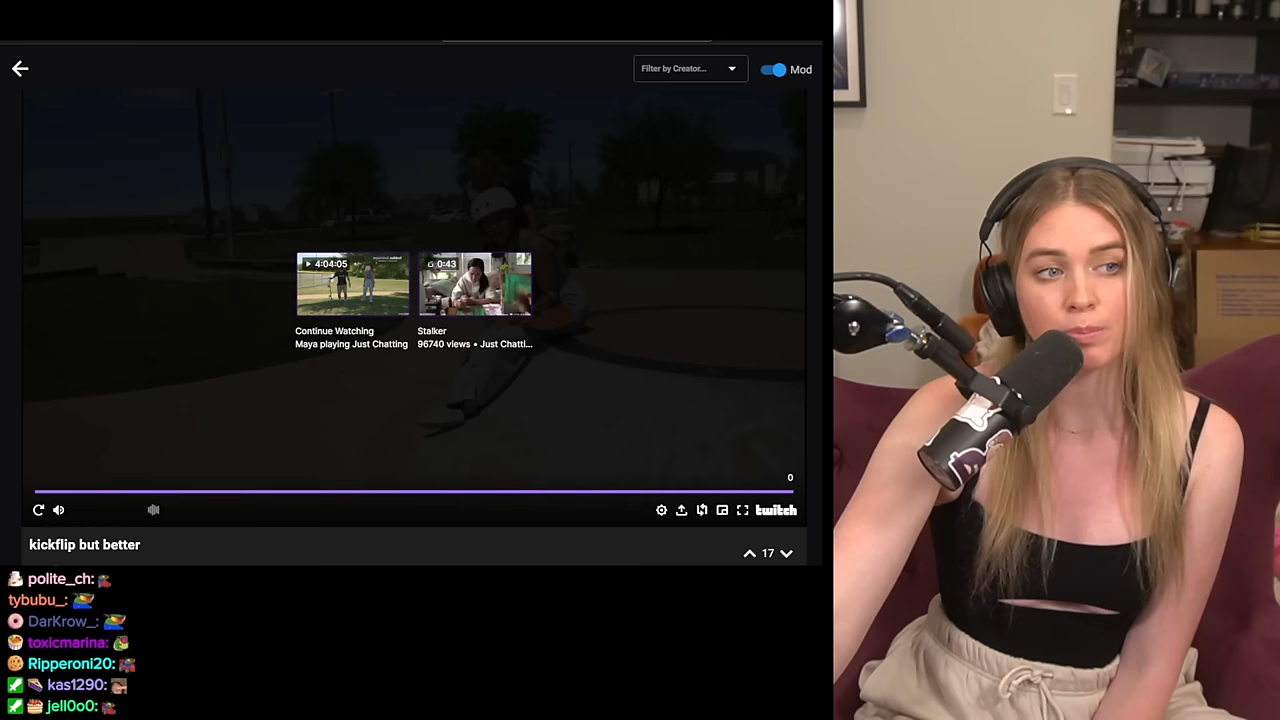 Filter by Creator...
Mod
4:04:05
0:43
Continue Watching
Maya playing Just Chatting
Stalker
96740 views • Just Chatti...
0
twitch
kickflip but better
17
polite_ch:
tybubu_:
DarKrow_:
toxicmarina:
Ripperoni20:
kas1290:
jell0o0: